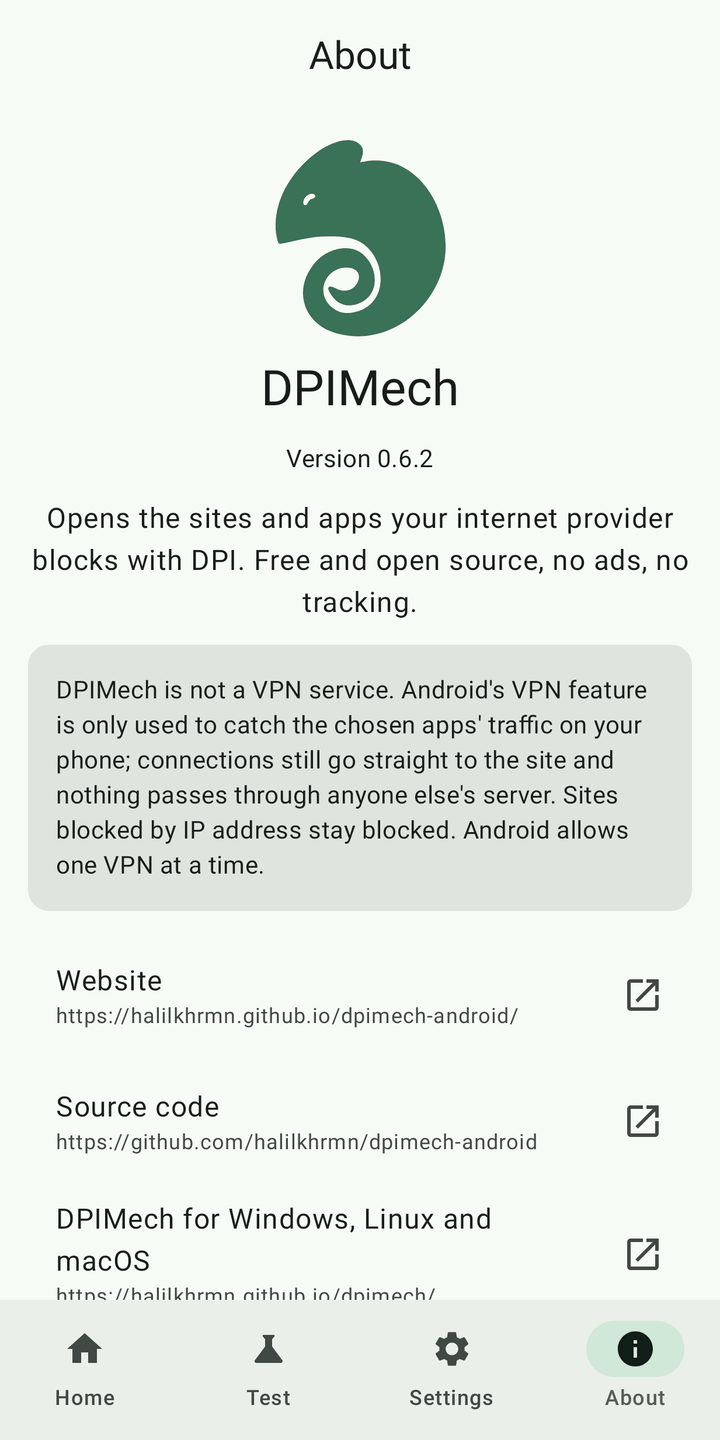 About
DPIMech
Version 0.6.2
Opens the sites and apps your internet provider
blocks with DPI. Free and open source, no ads, no
tracking.
DPIMech is not a VPN service. Android's VPN feature
is only used to catch the chosen apps' traffic on your
phone; connections still go straight to the site and
nothing passes through anyone else's server. Sites
blocked by IP address stay blocked. Android allows
one VPN at a time.
Website
https://halilkhrmn.github.io/dpimech-android/
Source code
https://github.com/halilkhrmn/dpimech-android
DPIMech for Windows, Linux and
macOS
https://halilkhrmn.github.io/dpimech/
Home
Test
Settings
About